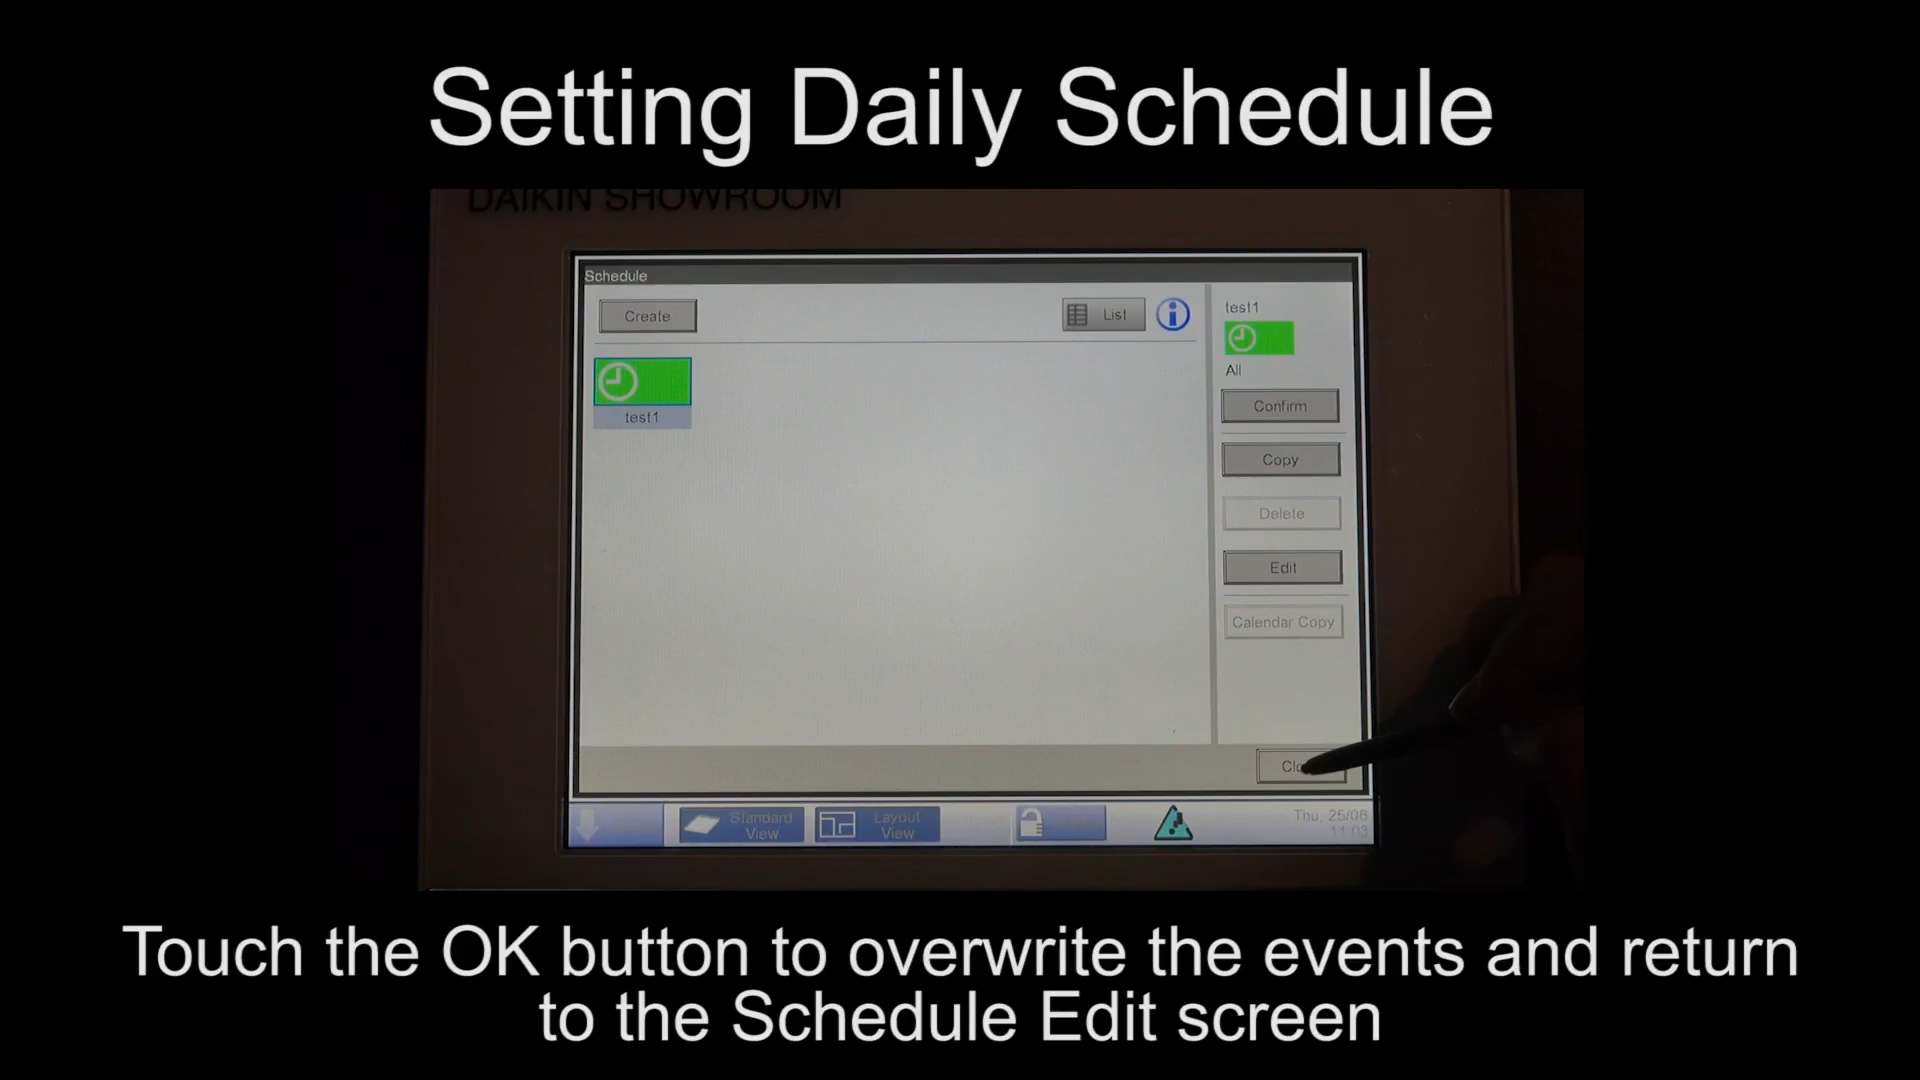 Setting Daily Schedule
DAIKIN SHOWROOM
Schedule
Create
List
test1
test1
All
Confirm
Copy
Delete
Edit
Calendar Copy
Standard
View
Layout
View
Thu, 25/06
11:03
Touch the OK button to overwrite the events and return
to the Schedule Edit screen